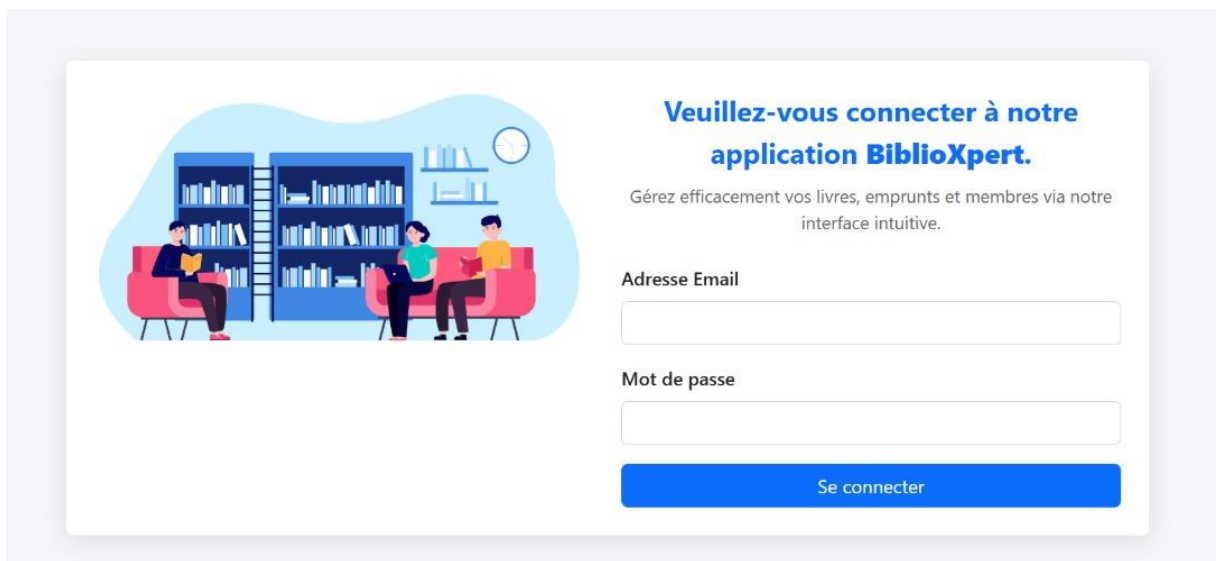 Veuillez-vous connecter à notre
application BiblioXpert.
Gérez efficacement vos livres, emprunts et membres via notre
interface intuitive.
Adresse Email
Mot de passe
Se connecter